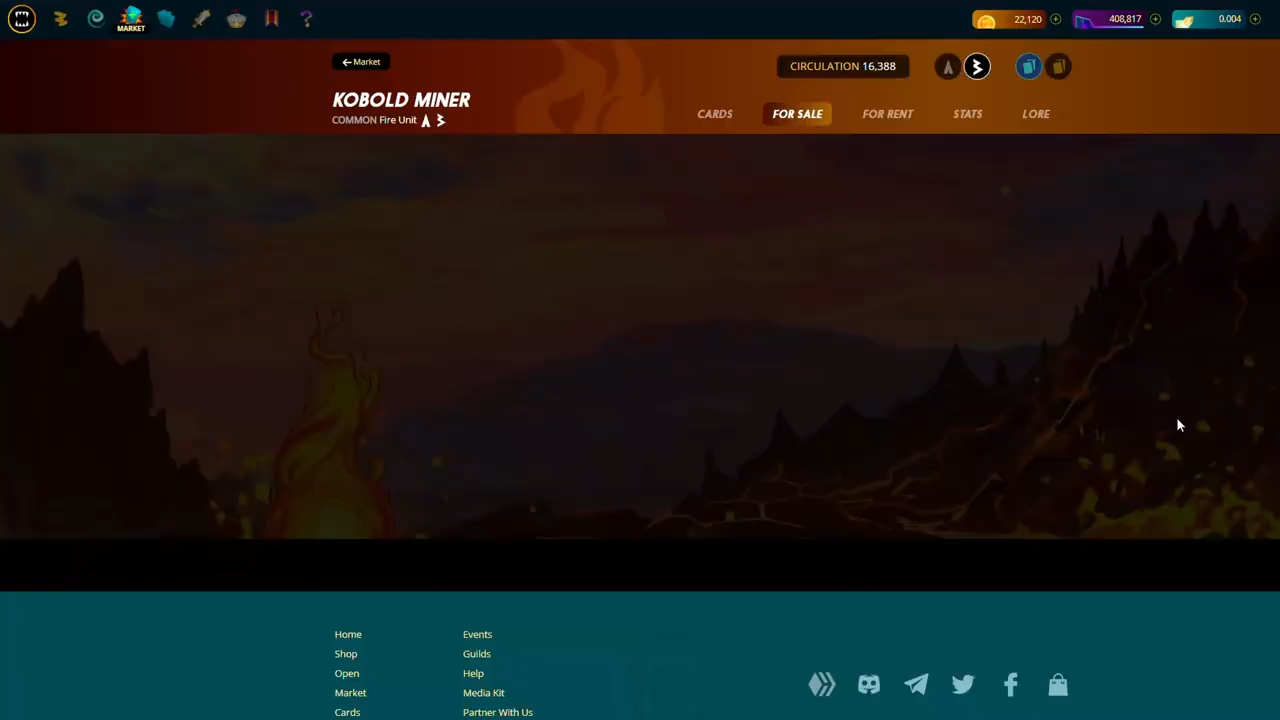 MARKET
22,120
408,817
0.004
Market
CIRCULATION 16,388
KOBOLD MINER
COMMON Fire Unit
CARDS
FOR SALE
FOR RENT
STATS
LORE
Home
Events
Shop
Guilds
Open
Help
Market
Media Kit
Cards
Partner With Us